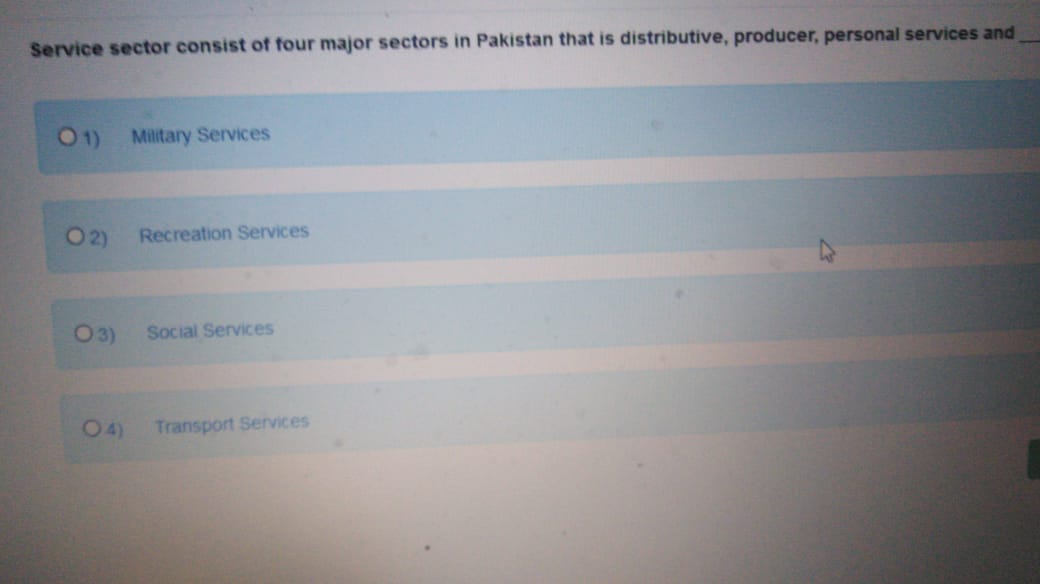 Service sector consist of four major sectors in Pakistan that is distributive, producer, personal services and __
1) Military Services
2) Recreation Services
3) Social Services
4) Transport Services